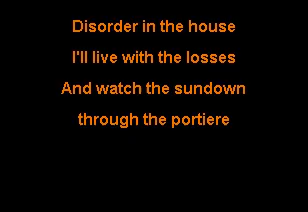 Disorder in the house
I'll live with the losses
And watch the sundown
through the portiere